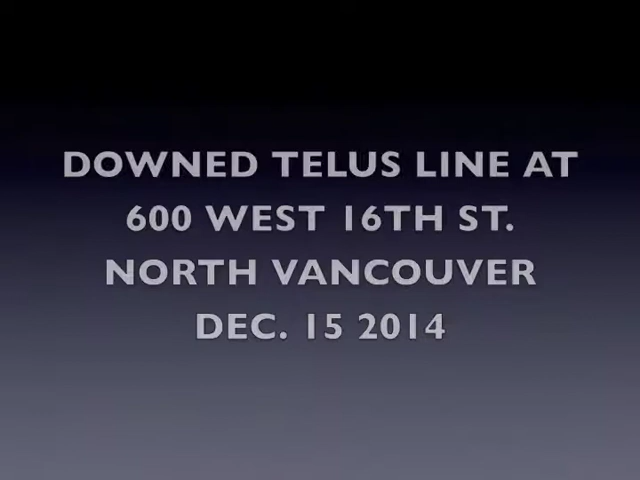 DOWNED TELUS LINE AT
600 WEST 16TH ST.
NORTH VANCOUVER
DEC. 15 2014